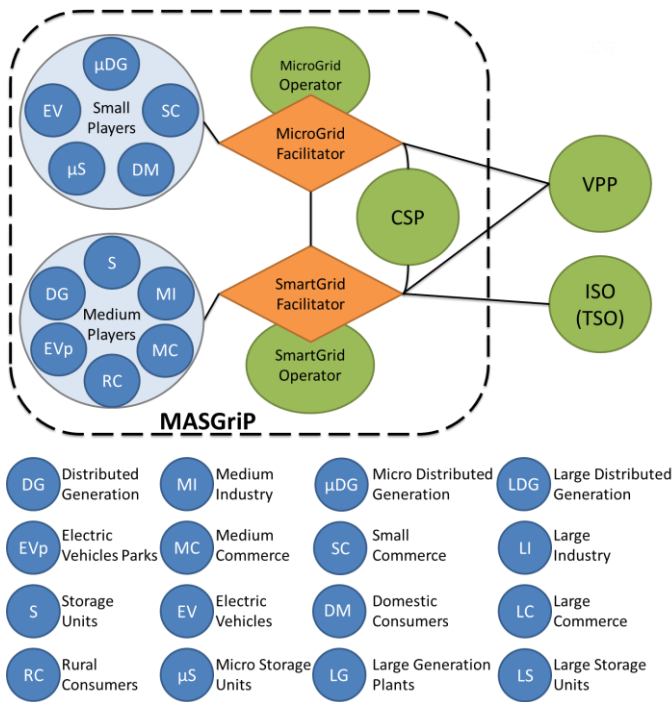 µDG
EV
Small
Players
SC
µS
DM
MicroGrid
Operator
MicroGrid
Facilitator
CSP
VPP
S
DG
MI
Medium
Players
EVp
MC
RC
SmartGrid
Facilitator
SmartGrid
Operator
ISO
(TSO)
MASGriP
DG
Distributed
Generation
MI
Medium
Industry
µDG
Micro Distributed
Generation
LDG
Large Distributed
Generation
EVp
Electric
Vehicles Parks
MC
Medium
Commerce
SC
Small
Commerce
LI
Large
Industry
S
Storage
Units
EV
Electric
Vehicles
DM
Domestic
Consumers
LC
Large
Commerce
RC
Rural
Consumers
µS
Micro Storage
Units
LG
Large Generation
Plants
LS
Large Storage
Units